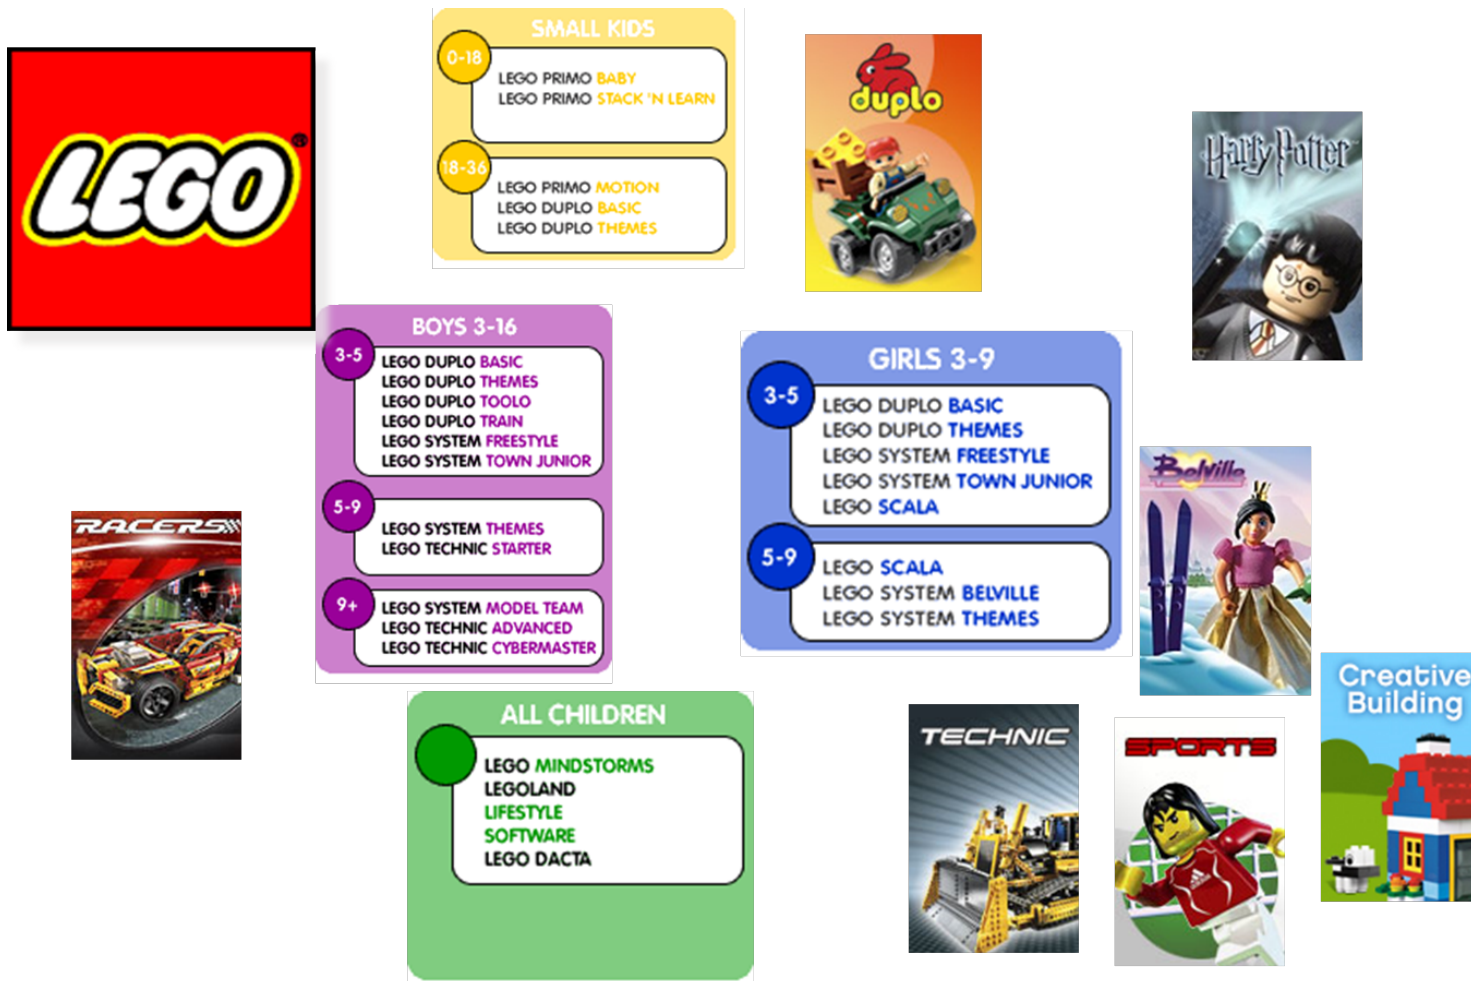 LEGO®
SMALL KIDS
0-18
LEGO PRIMO BABY
LEGO PRIMO STACK 'N LEARN
18-36
LEGO PRIMO MOTION
LEGO DUPLO BASIC
LEGO DUPLO THEMES
duplo
Harry Potter
BOYS 3-16
3-5
LEGO DUPLO BASIC
LEGO DUPLO THEMES
LEGO DUPLO TOOLO
LEGO DUPLO TRAIN
LEGO SYSTEM FREESTYLE
LEGO SYSTEM TOWN JUNIOR
5-9
LEGO SYSTEM THEMES
LEGO TECHNIC STARTER
9+
LEGO SYSTEM MODEL TEAM
LEGO TECHNIC ADVANCED
LEGO TECHNIC CYBERMASTER
GIRLS 3-9
3-5
LEGO DUPLO BASIC
LEGO DUPLO THEMES
LEGO SYSTEM FREESTYLE
LEGO SYSTEM TOWN JUNIOR
LEGO SCALA
5-9
LEGO SCALA
LEGO SYSTEM BELVILLE
LEGO SYSTEM THEMES
Belville
RACERS
ALL CHILDREN
LEGO MINDSTORMS
LEGOLAND
LIFESTYLE
SOFTWARE
LEGO DACTA
TECHNIC
SPORTS
Creative
Building